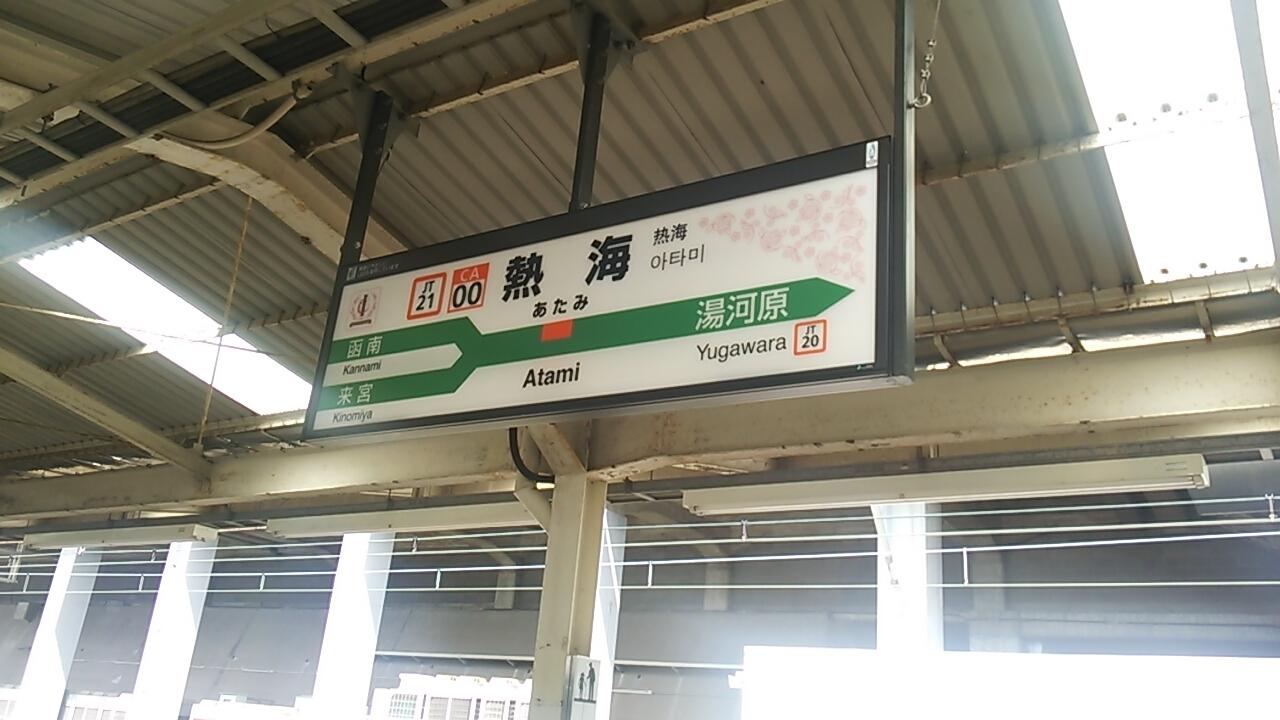 JT
21
CA
00
熱海
热海
아타미
あたみ
函南
Kannami
来宮
Kinomiya
Atami
湯河原
Yugawara
JT
20